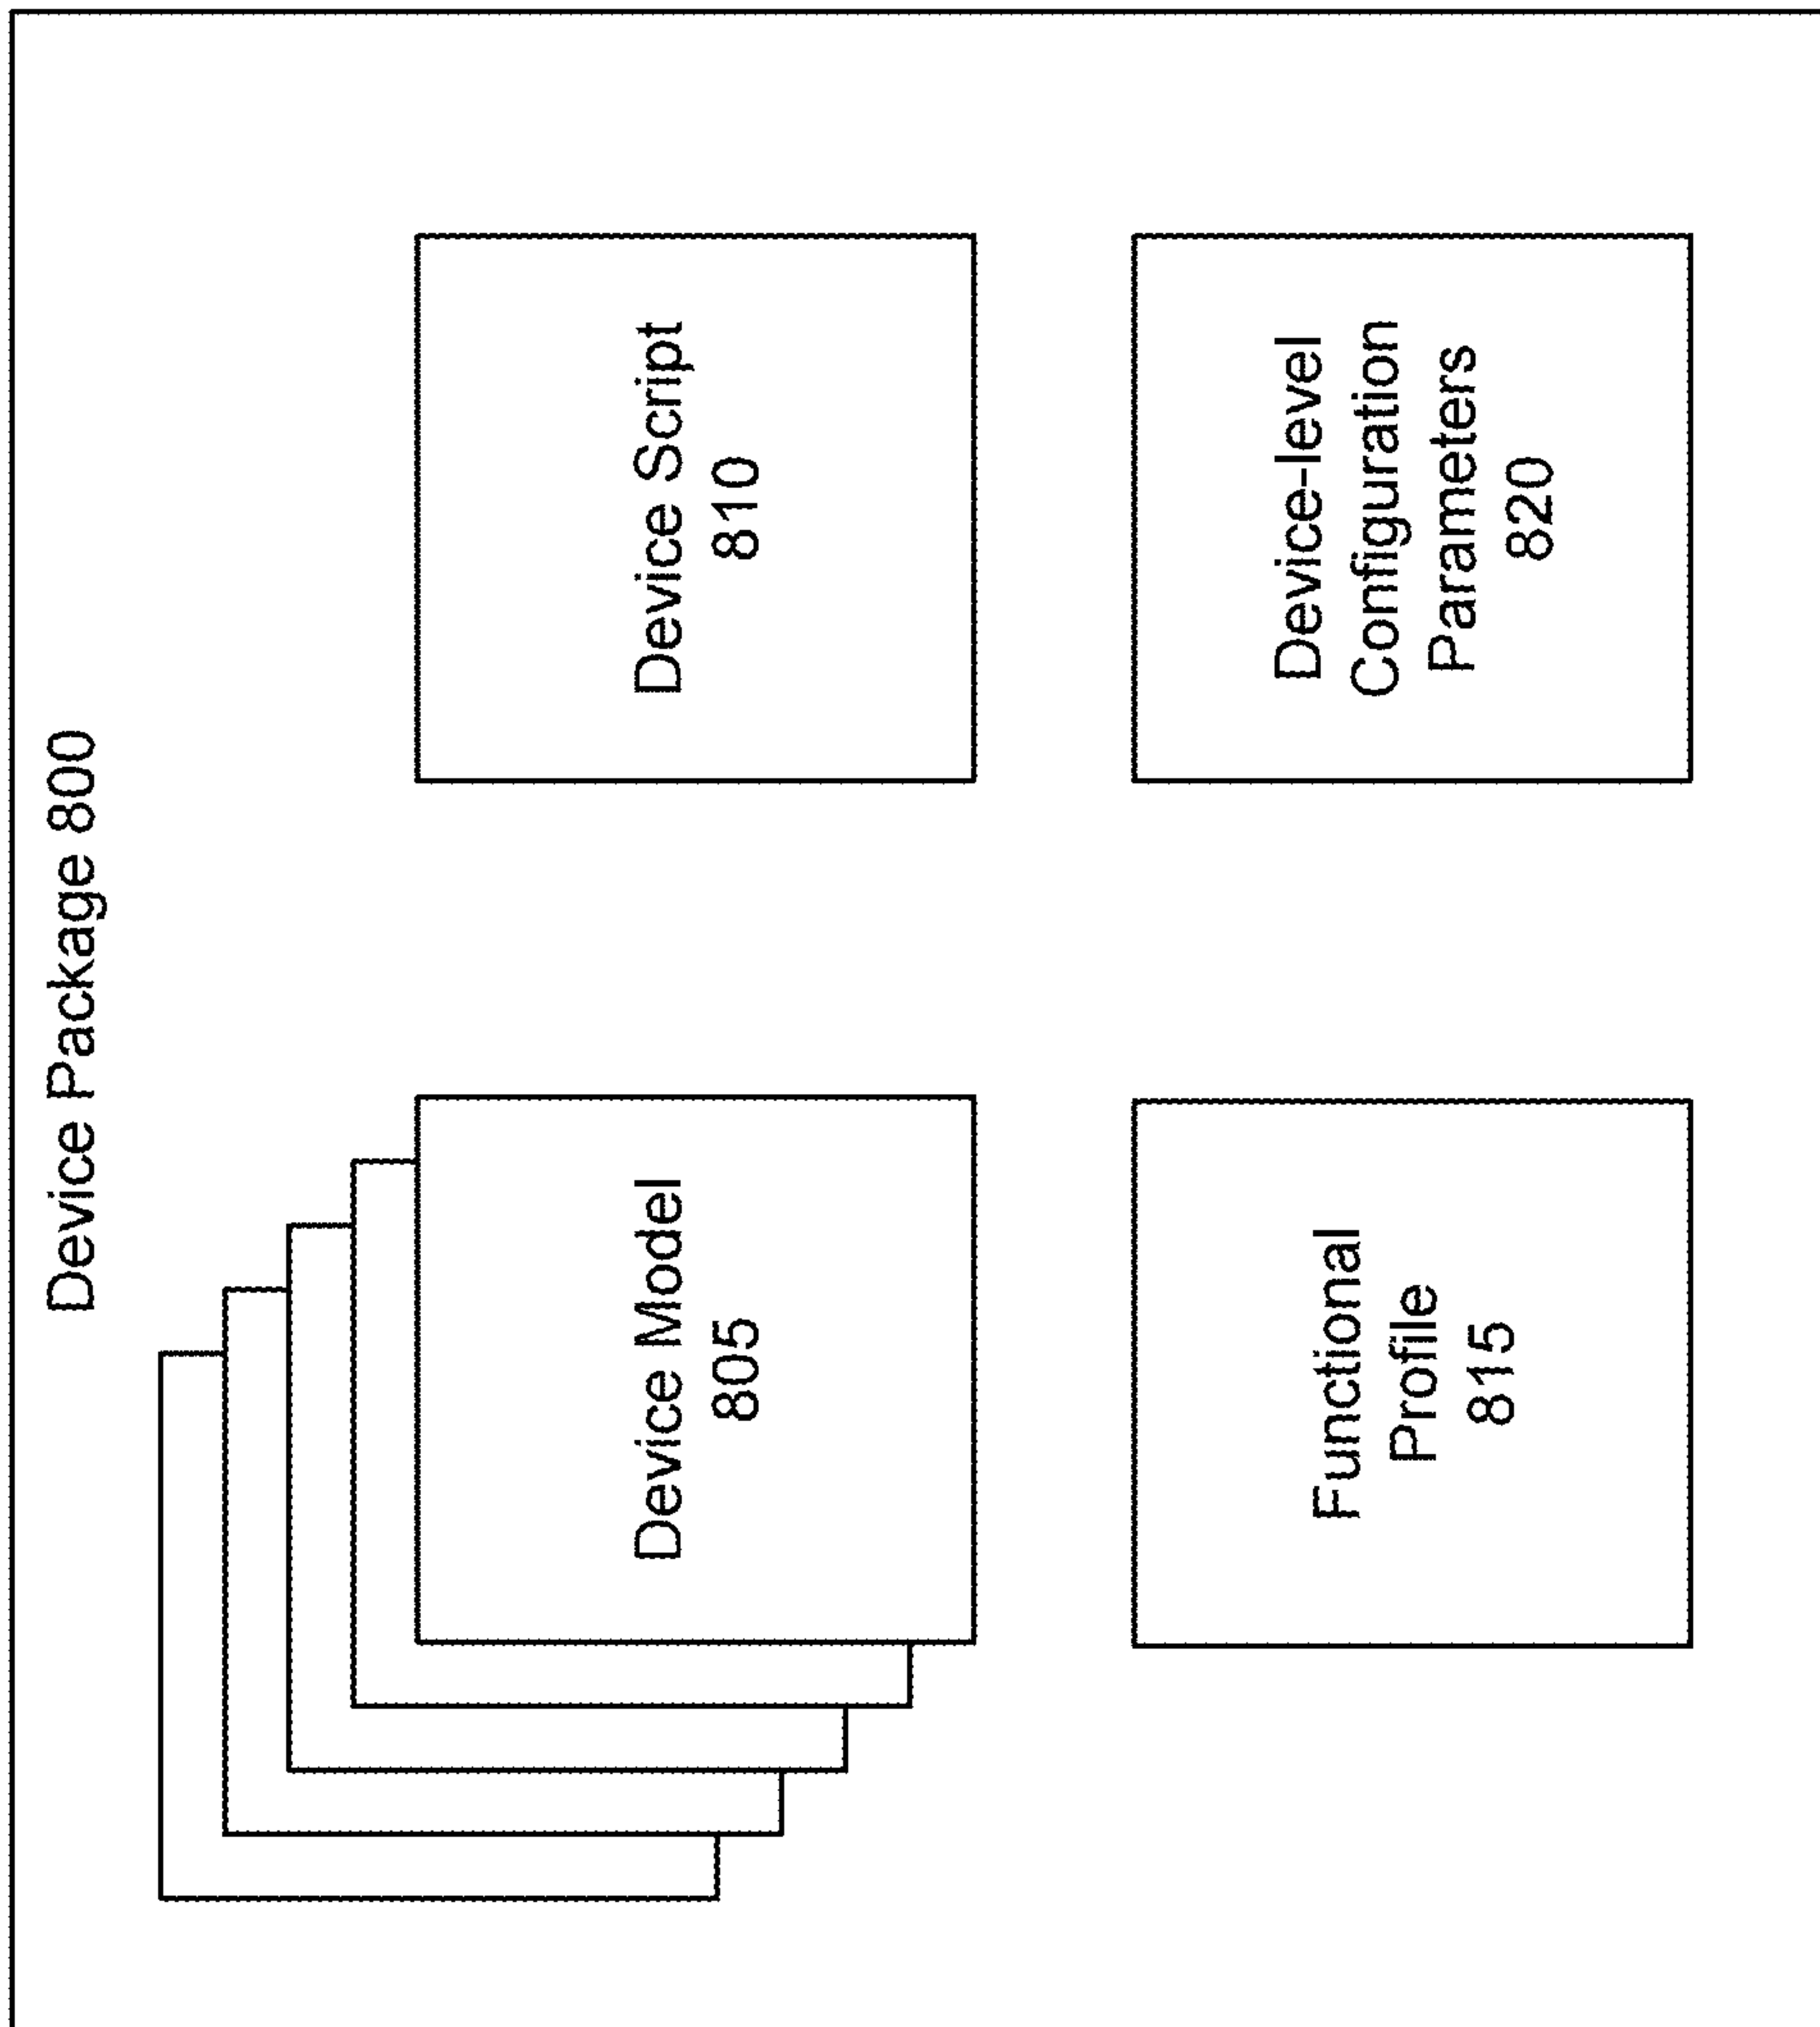 Device Package 800
Device Model
805
Device Script
810
Functional
Profile
815
Device-level
Configuration
Parameters
820